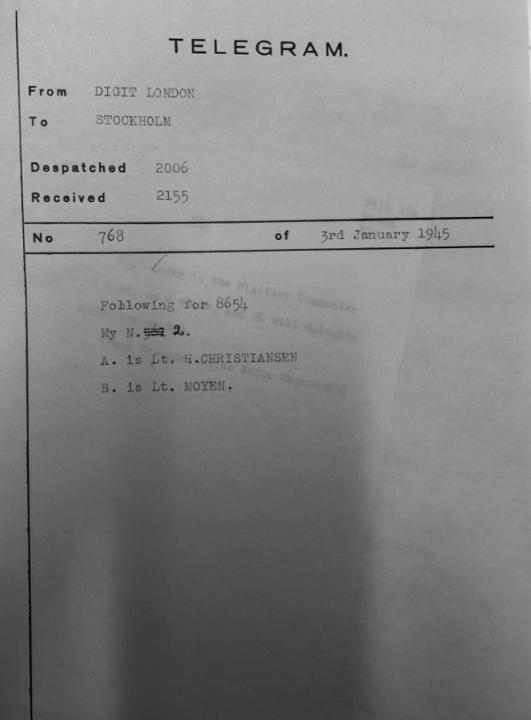 TELEGRAM.
From DIGIT LONDON
To STOCKHOLM
Despatched 2006
Received 2155
No 768 of 3rd January 1945
Following for 8654
My N. 2.
A. is Lt. H.CHRISTIANSEN
B. is Lt. MOYEN.